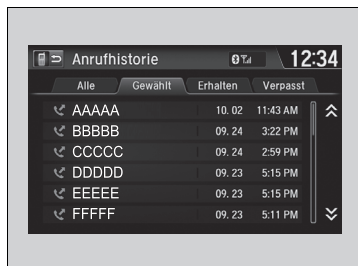 Anrufhistorie 12:34
Alle Gewählt Erhalten Verpasst
AAAAA 10. 02 11:43 AM
BBBBB 09. 24 3:22 PM
CCCCC 09. 24 2:59 PM
DDDDD 09. 23 5:15 PM
EEEEE 09. 23 5:15 PM
FFFFF 09. 23 5:11 PM